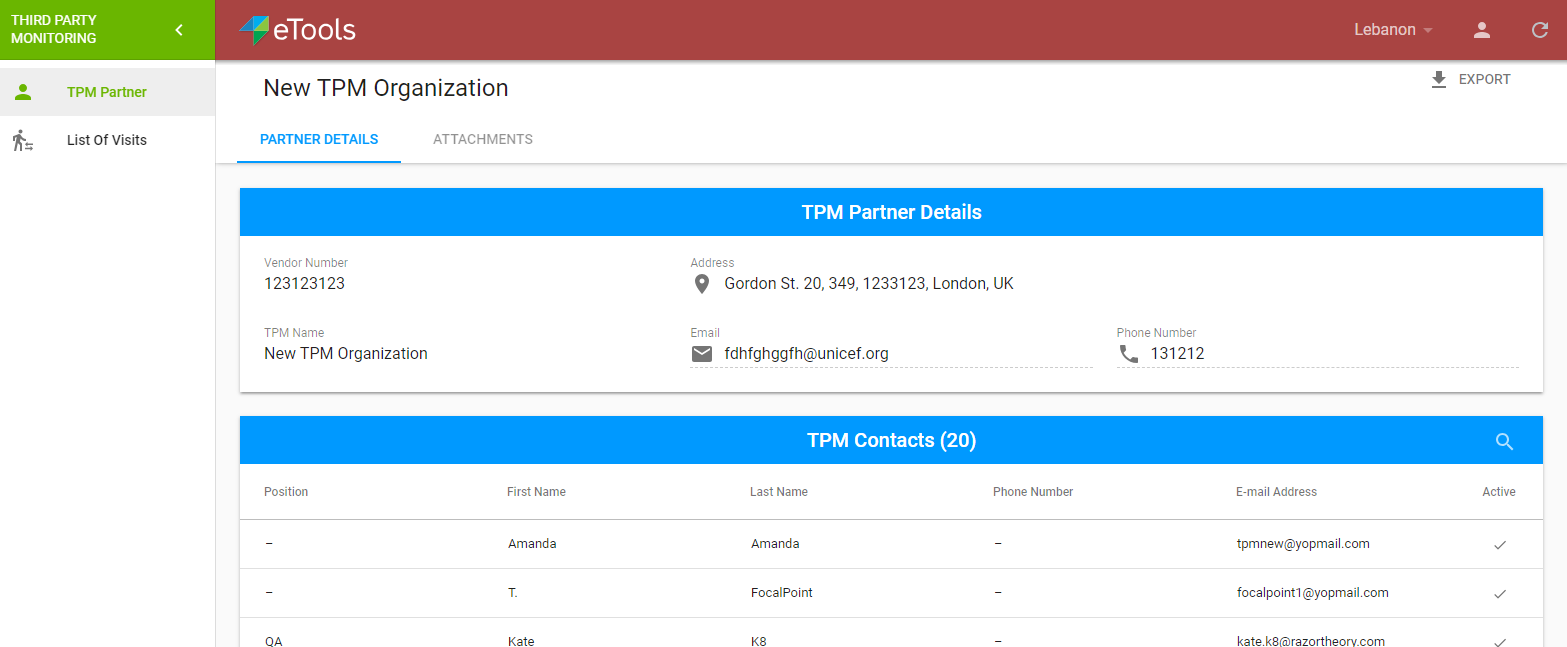 THIRD PARTY
MONITORING
eTools
Lebanon
TPM Partner
List Of Visits
New TPM Organization
EXPORT
PARTNER DETAILS ATTACHMENTS
TPM Partner Details
Vendor Number Address
123123123 Gordon St. 20, 349, 1233123, London, UK
TPM Name Email Phone Number
New TPM Organization fdhfghggfh@unicef.org 131212
TPM Contacts (20)
Position First Name Last Name Phone Number E-mail Address Active
– Amanda Amanda – tpmnew@yopmail.com
– T. FocalPoint – focalpoint1@yopmail.com
QA Kate K8 – kate.k8@razortheory.com